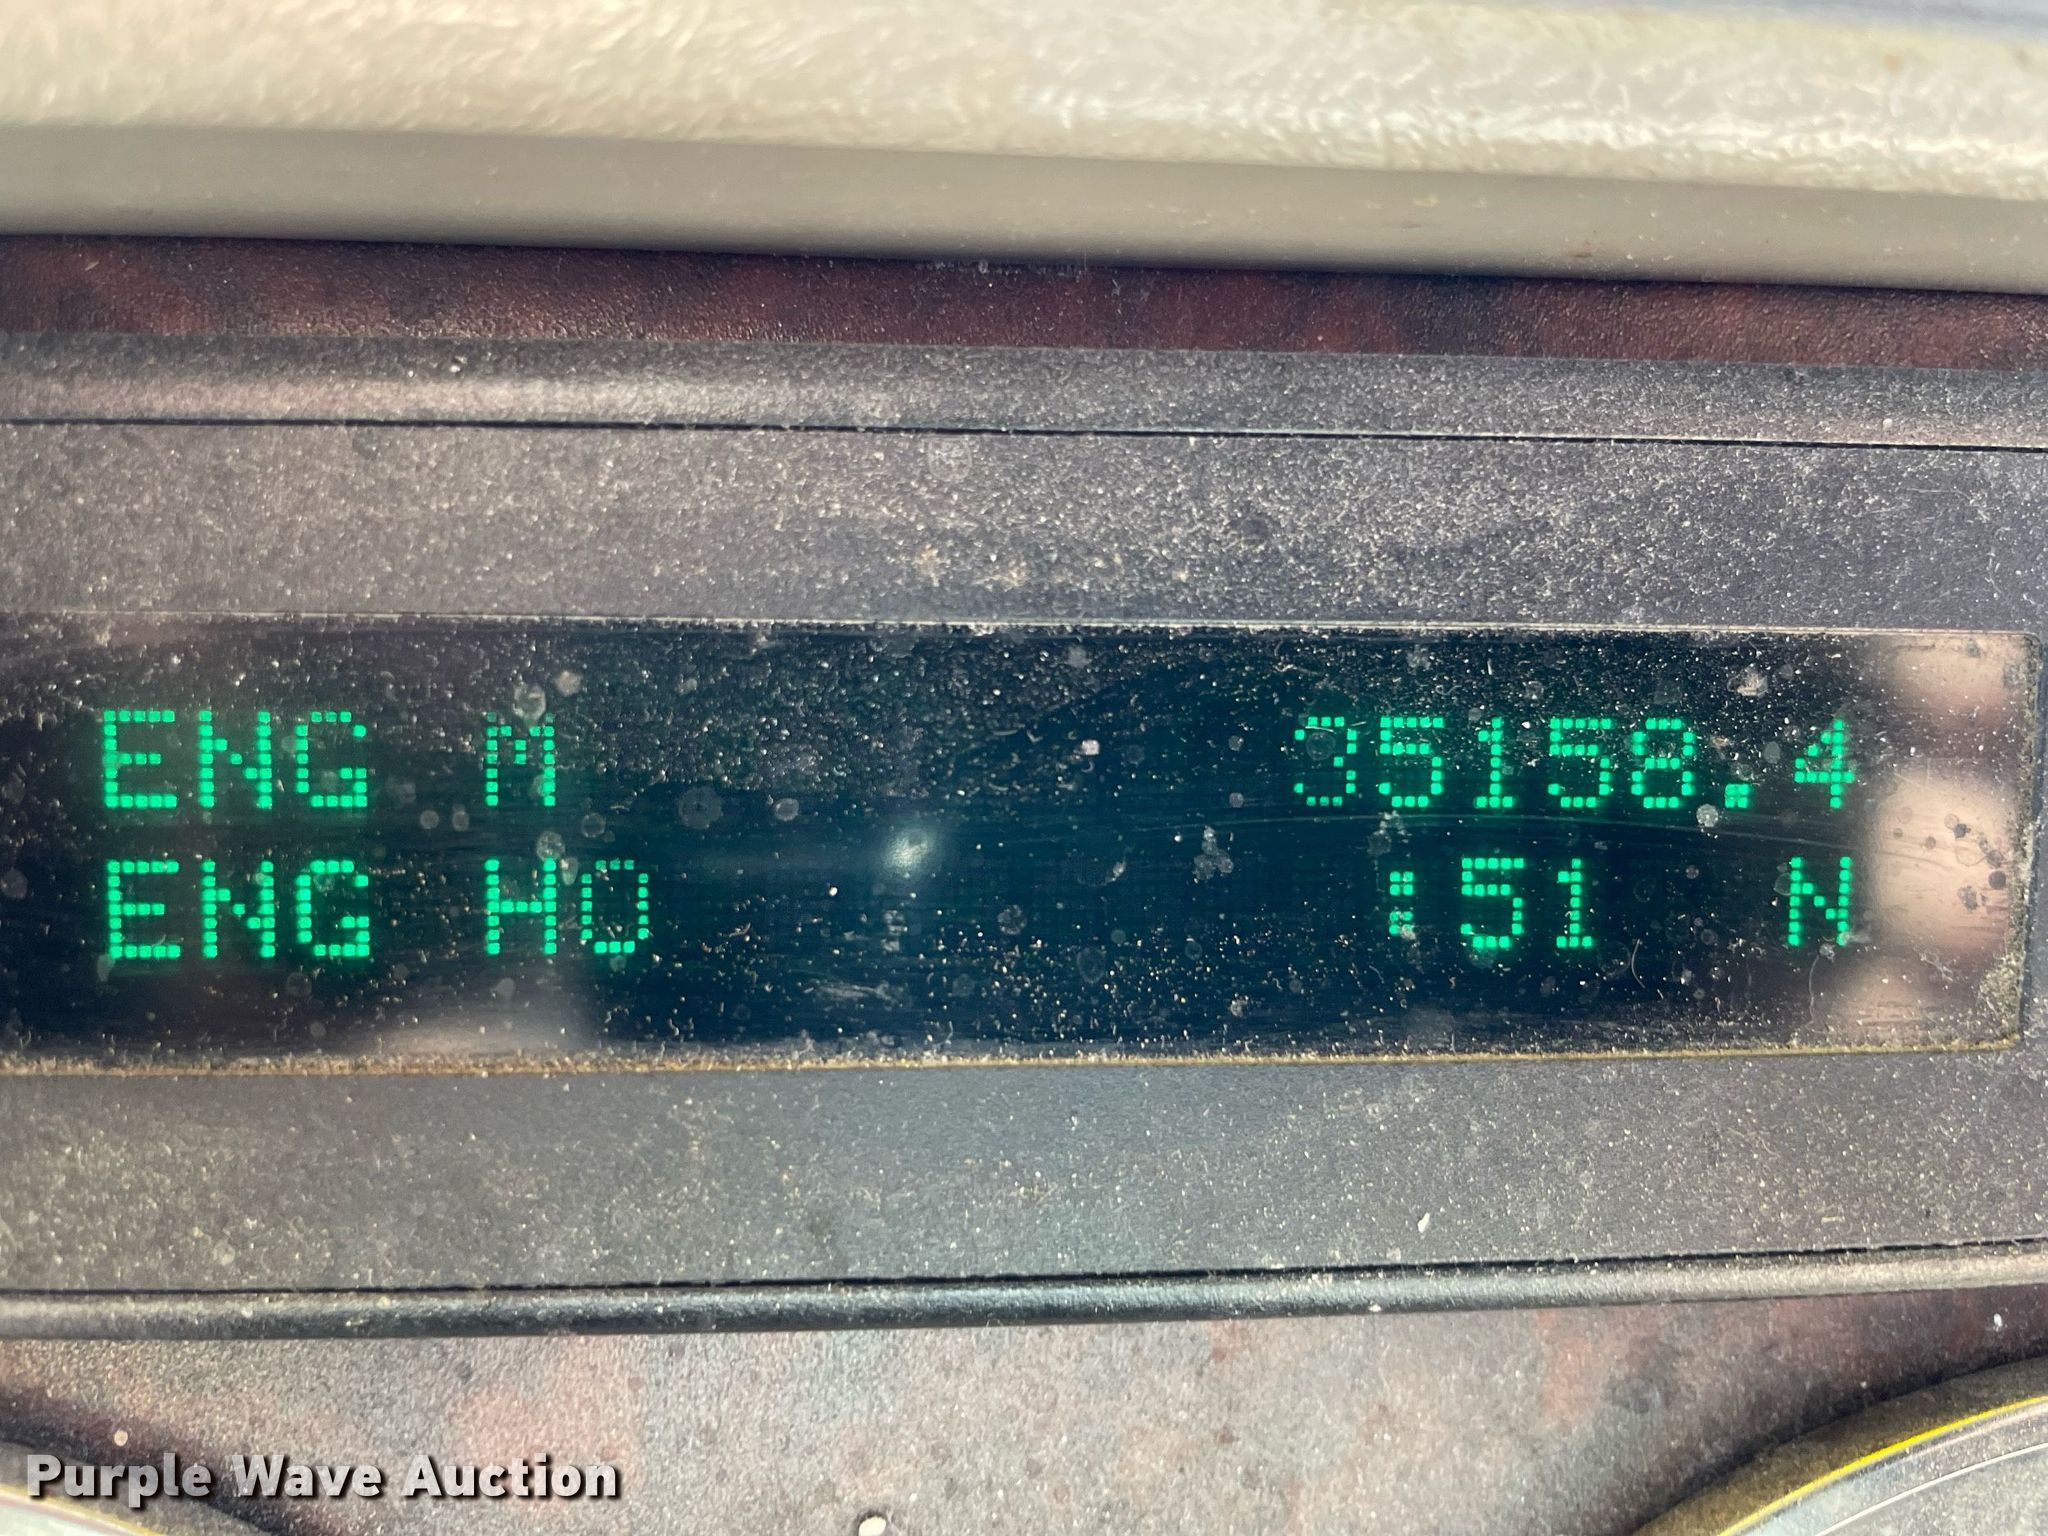 ENG M 35158.4
ENG HO :51 N
Purple Wave Auction